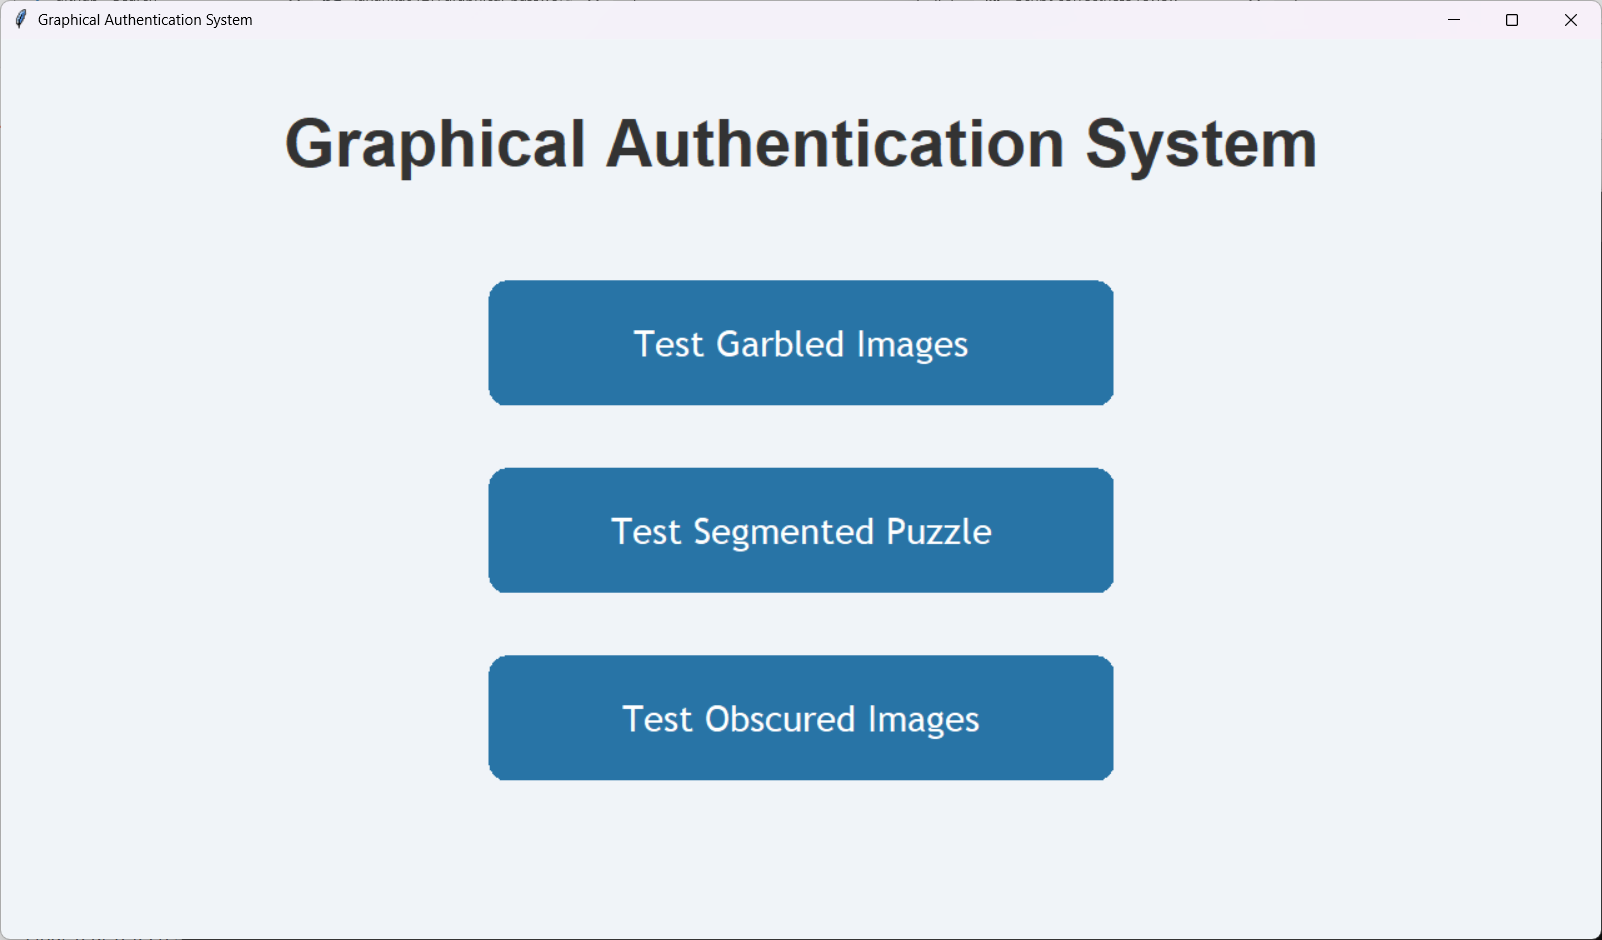 Graphical Authentication System
Graphical Authentication System
Test Garbled Images
Test Segmented Puzzle
Test Obscured Images